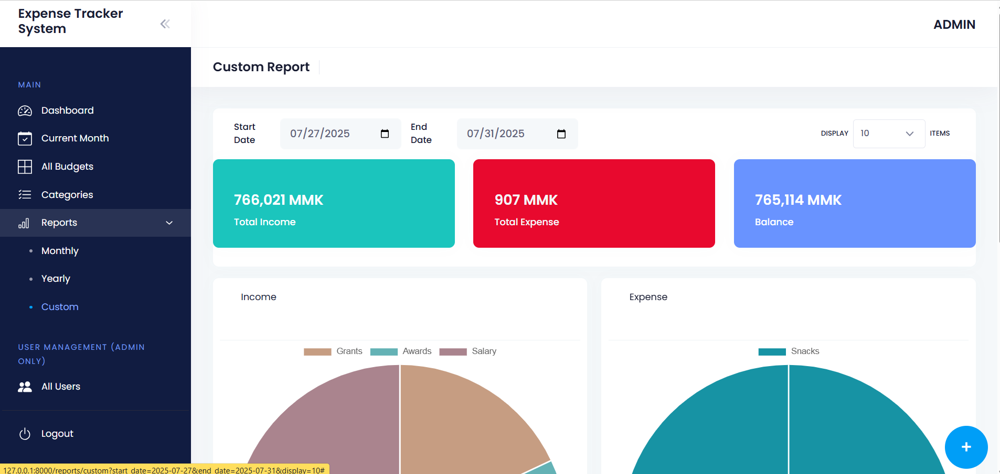 Expense Tracker
System
ADMIN
Custom Report
MAIN
Dashboard
Current Month
All Budgets
Categories
Reports
Monthly
Yearly
Custom
USER MANAGEMENT (ADMIN
ONLY)
All Users
Logout
Start
Date
07/27/2025
End
Date
07/31/2025
DISPLAY 10 ITEMS
766,021 MMK
Total Income
907 MMK
Total Expense
765,114 MMK
Balance
Income
Grants Awards Salary
Expense
Snacks
+
127.0.0.1:8000/reports/custom?start_date=2025-07-27&end_date=2025-07-31&display=10#